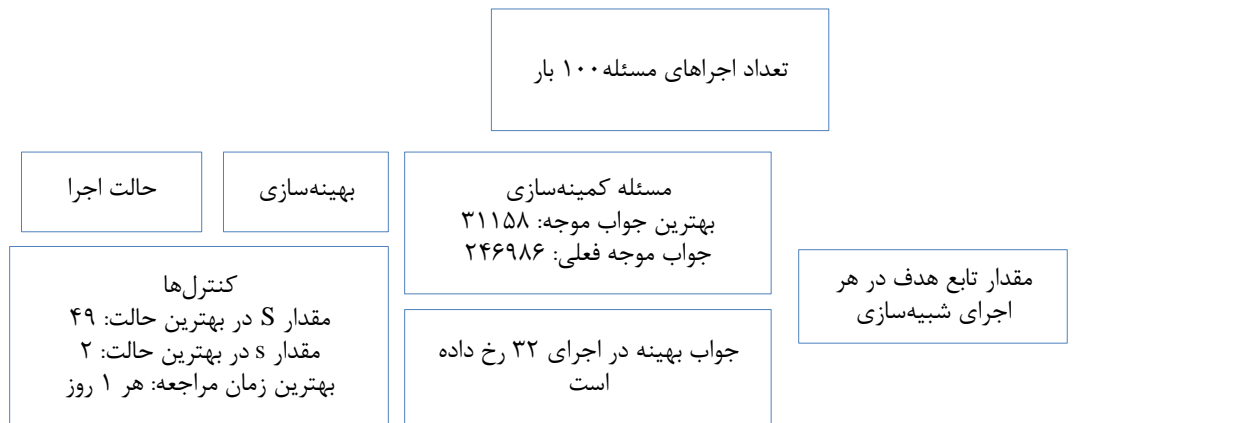 تعداد اجراهای مسئله۱۰۰ بار
مسئله کمینه‌سازی
بهترین جواب موجه: ۳۱۱۵۸
جواب موجه فعلی: ۲۴۶۹۸۶
بهینه‌سازی
حالت اجرا
مقدار تابع هدف در هر
اجرای شبیه‌سازی
جواب بهینه در اجرای ۳۲ رخ داده
است
کنترل‌ها
مقدار S در بهترین حالت: ۴۹
مقدار s در بهترین حالت: ۲
بهترین زمان مراجعه: هر ۱ روز